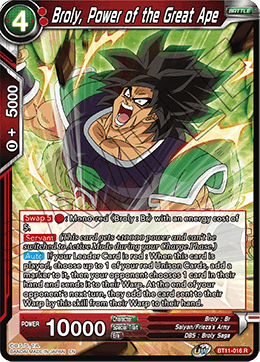 4
Broly, Power of the Great Ape
BATTLE
+ 5000
Swap 5 : Mono-red ‹Broly : Br› with an energy cost of
5.
Servant (This card gets +10000 power and can't be
switched to Active Mode during your Charge Phase.)
Auto If your Leader Card is red : When this card is
played, choose up to 1 of your red Unison Cards, add a
marker to it, then your opponent chooses 1 card in their
hand and sends it to their Warp. At the end of your
opponent's next turn, they add the card sent to their
Warp by this skill from their Warp to their hand.
POWER
10000
Character
Special Trait
Era
BT11-016 R
Broly : Br
Saiyan/Frieza's Army
DBS : Broly Saga
BANDAI MADE IN JAPAN EN